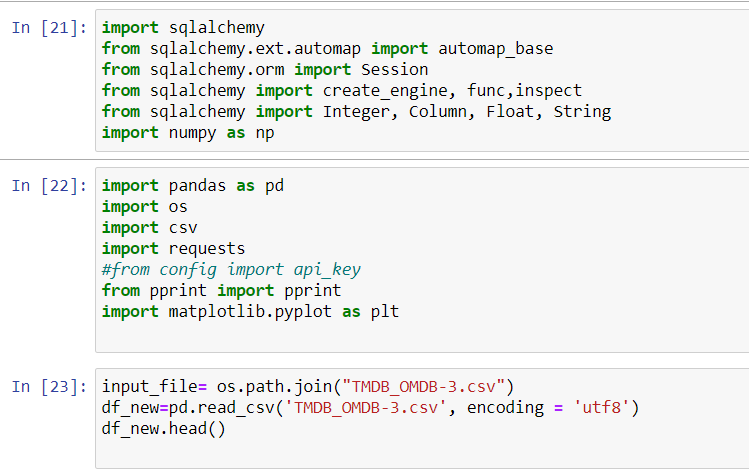 In [21]: import sqlalchemy
from sqlalchemy.ext.automap import automap_base
from sqlalchemy.orm import Session
from sqlalchemy import create_engine, func,inspect
from sqlalchemy import Integer, Column, Float, String
import numpy as np
In [22]: import pandas as pd
import os
import csv
import requests
#from config import api_key
from pprint import pprint
import matplotlib.pyplot as plt
In [23]: input_file= os.path.join("TMDB_OMDB-3.csv")
df_new=pd.read_csv('TMDB_OMDB-3.csv', encoding = 'utf8')
df_new.head()